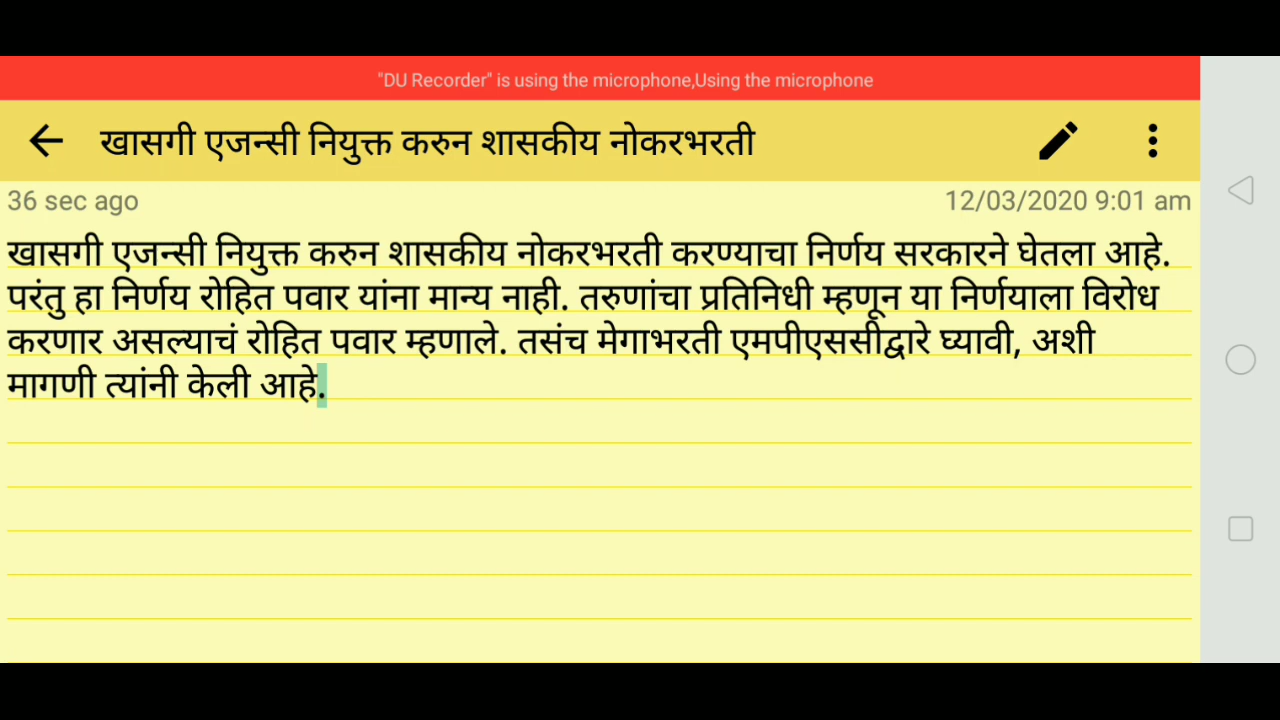 "DU Recorder" is using the microphone,Using the microphone
खासगी एजन्सी नियुक्त करुन शासकीय नोकरभरती
36 sec ago 12/03/2020 9:01 am
खासगी एजन्सी नियुक्त करुन शासकीय नोकरभरती करण्याचा निर्णय सरकारने घेतला आहे.
परंतु हा निर्णय रोहित पवार यांना मान्य नाही. तरुणांचा प्रतिनिधी म्हणून या निर्णयाला विरोध
करणार असल्याचं रोहित पवार म्हणाले. तसंच मेगाभरती एमपीएससीद्वारे घ्यावी, अशी
मागणी त्यांनी केली आहे.